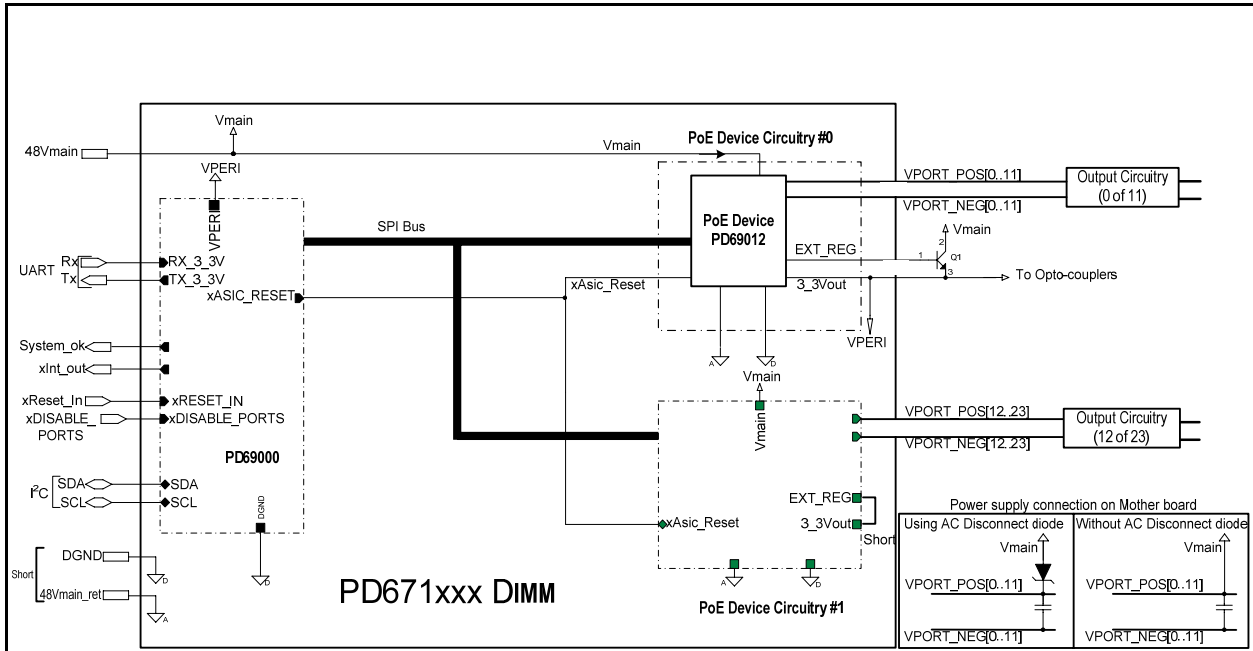 Vmain
48Vmain
Vmain
PoE Device Circuitry #0
VPERI
VPERI
SPI Bus
PoE Device
PD69012
VPORT_POS[0..11]
VPORT_NEG[0..11]
Output Circuitry
(0 of 11)
UART
Rx
Tx
RX_3_3V
TX_3_3V
xASIC_RESET
xAsic_Reset
EXT_REG
3_3Vout
Vmain
1
2
3
Q1
To Opto-couplers
VPERI
A
D
System_ok
xInt_out
xReset_In
xDISABLE_
PORTS
xRESET_IN
xDISABLE_PORTS
PD69000
I²C
SDA
SCL
SDA
SCL
DGND
D
Vmain
Vmain
VPORT_POS[12..23]
VPORT_NEG[12..23]
Output Circuitry
(12 of 23)
EXT_REG
3_3Vout
Short
xAsic_Reset
A
D
PoE Device Circuitry #1
Short
DGND
D
48Vmain_ret
A
PD671xxx DIMM
Power supply connection on Mother board
Using AC Disconnect diode
Vmain
VPORT_POS[0..11]
VPORT_NEG[0..11]
Without AC Disconnect diode
Vmain
VPORT_POS[0..11]
VPORT_NEG[0..11]